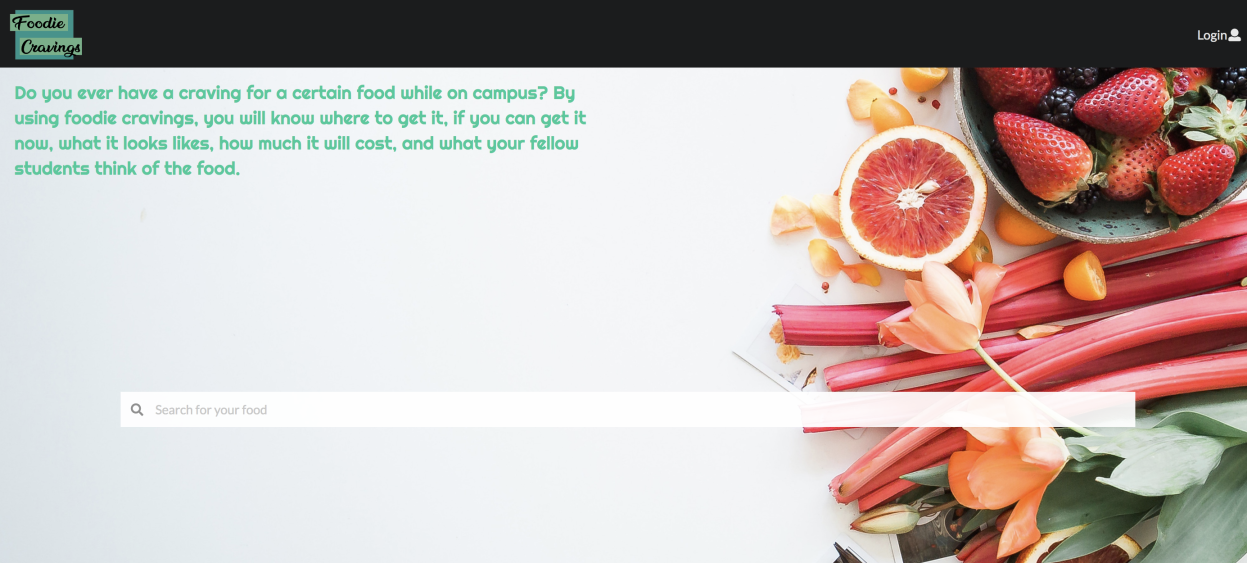 Foodie
Cravings
Login
Do you ever have a craving for a certain food while on campus? By
using foodie cravings, you will know where to get it, if you can get it
now, what it looks likes, how much it will cost, and what your fellow
students think of the food.
Search for your food